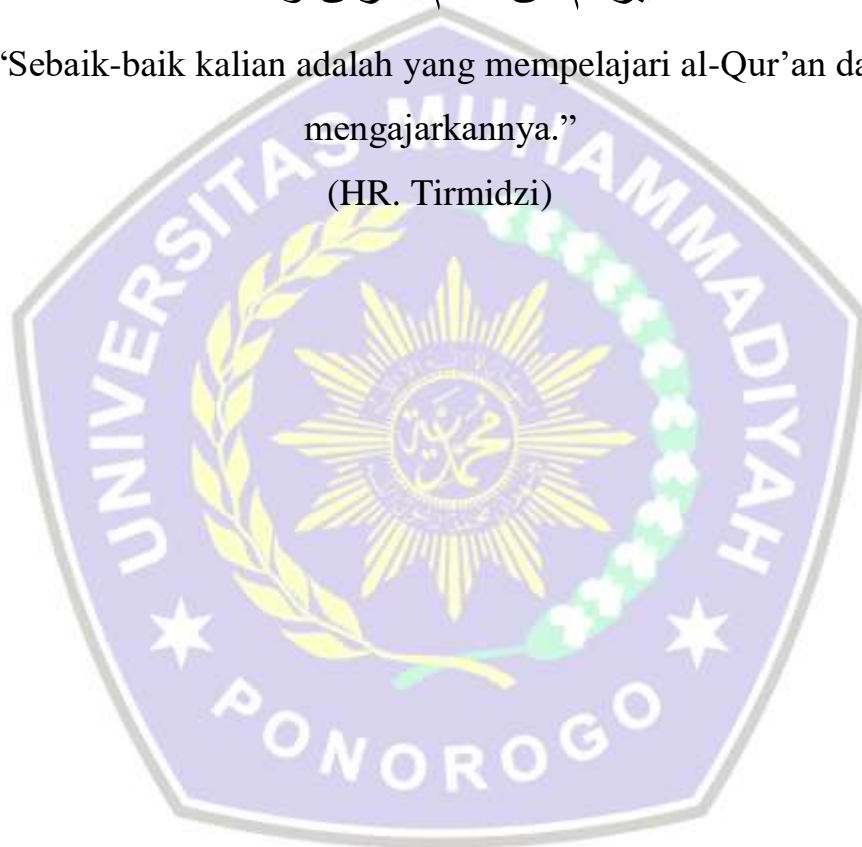 “Sebaik-baik kalian adalah yang mempelajari al-Qur’an da
mengajarkannya.”
(HR. Tirmidzi)
UNIVERSITAS MUHAMMADIYAH
PONOROGO